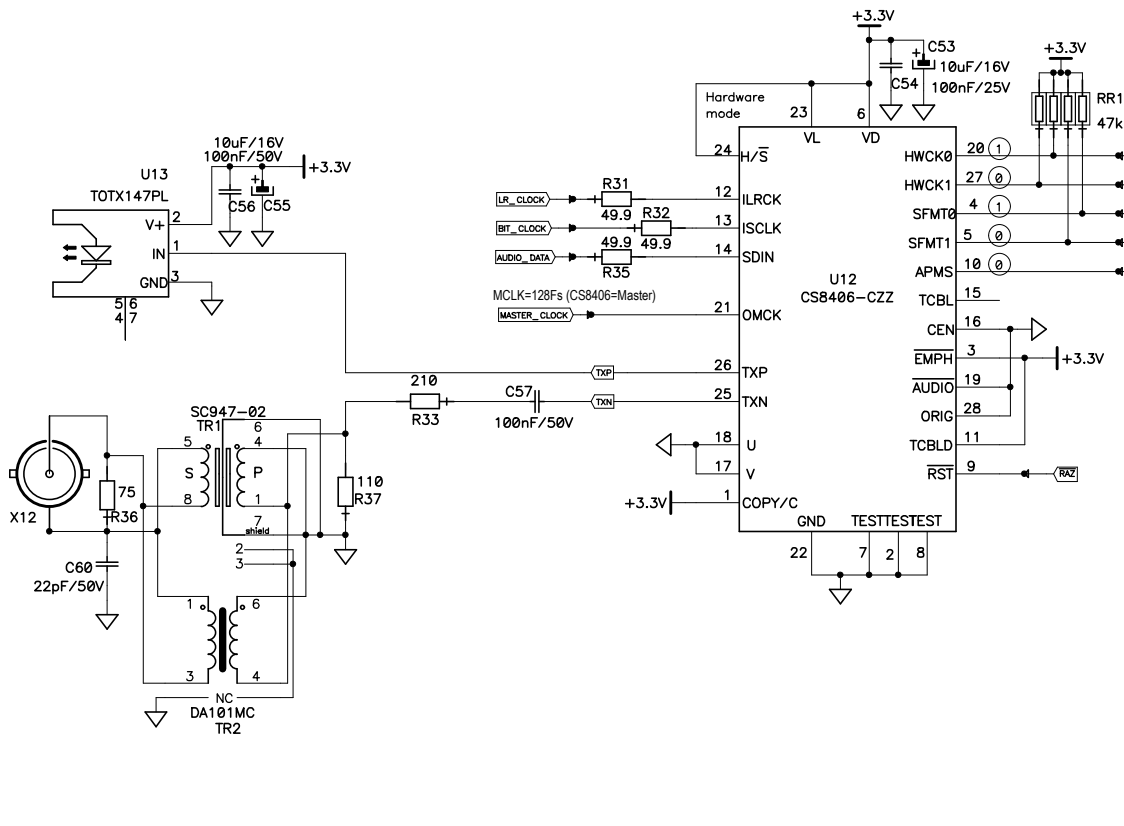 +3.3V
C53
10uF/16V
C54
100nF/25V
+3.3V
RR1
47k
Hardware
mode
23
6
VL
VD
24
H/S
20
1
HWCK0
27
0
HWCK1
4
1
SFMT0
5
0
SFMT1
10
0
APMS
15
TCBL
16
CEN
3
EMPH
+3.3V
19
AUDIO
28
ORIG
11
TCBLD
9
RST
RAZ
U12
CS8406-CZZ
LR_CLOCK
R31
49.9
12
ILRCK
BIT_CLOCK
R32
49.9
13
ISCLK
AUDIO_DATA
49.9
R35
14
SDIN
MCLK=128Fs (CS8406=Master)
MASTER_CLOCK
21
OMCK
TXP
26
TXP
TXN
25
TXN
18
U
17
V
+3.3V
1
COPY/C
GND
TEST
TEST
TEST
22
7
2
8
10uF/16V
100nF/50V
+3.3V
C56
C55
U13
TOTX147PL
2
V+
1
IN
3
GND
5 6
4 7
210
R33
C57
100nF/50V
SC947-02
TR1
6
5
4
S
P
8
1
7
shield
2
3
110
R37
75
R36
X12
C60
22pF/50V
1
6
3
4
NC
DA101MC
TR2